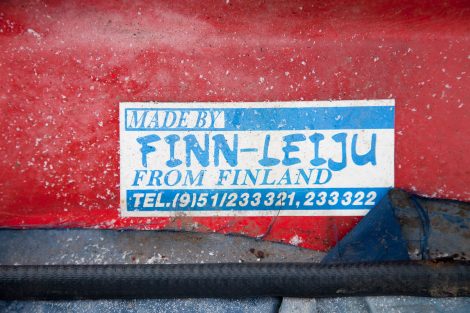 MADE BY
FINN-LEIJU
FROM FINLAND
TEL.(9)51/233321, 233322